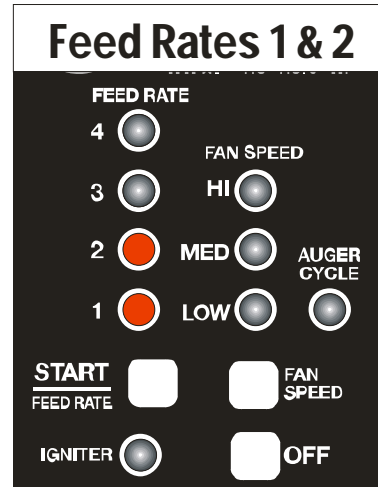 Feed Rates 1 & 2
FEED RATE
4
FAN SPEED
3
HI
2
MED
AUGER
CYCLE
1
LOW
START
FEED RATE
FAN
SPEED
IGNITER
OFF